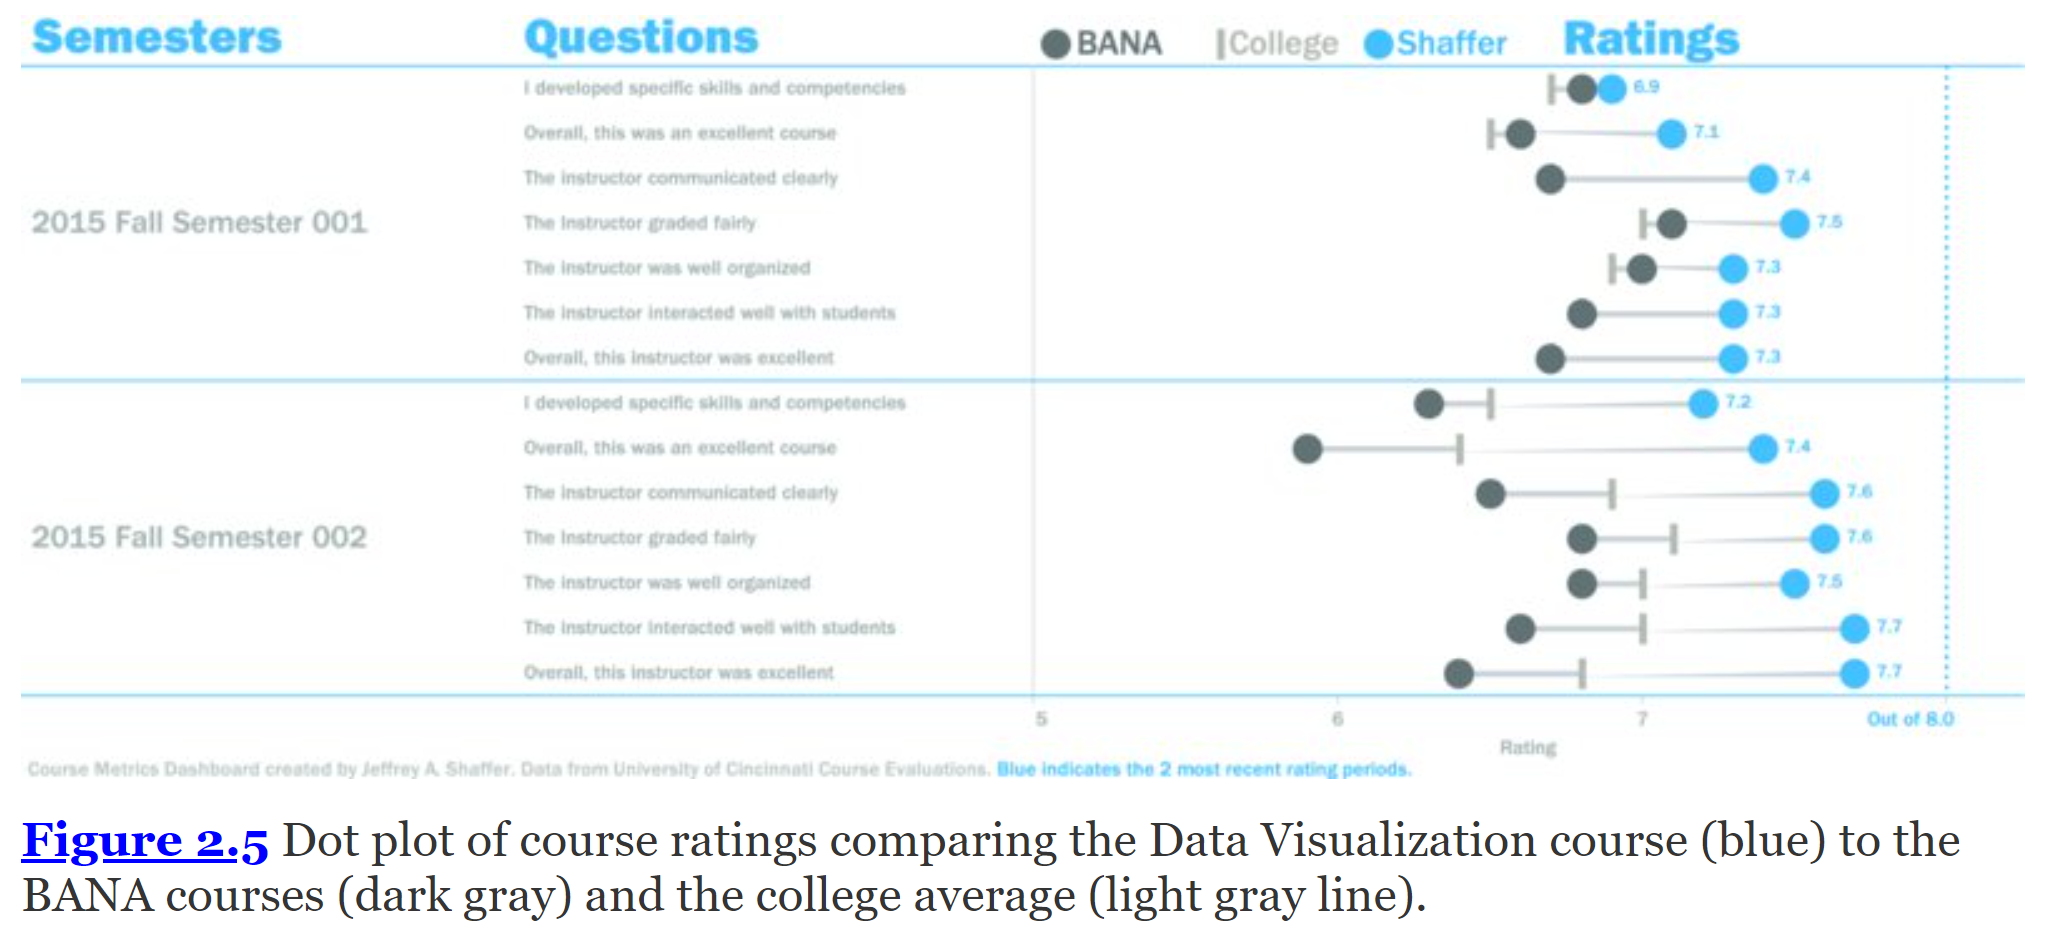 Semesters Questions BANA College Shaffer Ratings
I developed specific skills and competencies 6.9
Overall, this was an excellent course 7.1
The instructor communicated clearly 7.4
2015 Fall Semester 001 The Instructor graded fairly 7.5
The instructor was well organized 7.3
The instructor interacted well with students 7.3
Overall, this instructor was excellent 7.3
I developed specific skills and competencies 7.2
Overall, this was an excellent course 7.4
The instructor communicated clearly 7.6
2015 Fall Semester 002 The Instructor graded fairly 7.6
The instructor was well organized 7.5
The instructor interacted well with students 7.7
Overall, this instructor was excellent 7.7
5 6 7 Out of 8.0
Rating
Course Metrics Dashboard created by Jeffrey A. Shaffer. Data from University of Cincinnati Course Evaluations. Blue indicates the 2 most recent rating periods.
Figure 2.5 Dot plot of course ratings comparing the Data Visualization course (blue) to the
BANA courses (dark gray) and the college average (light gray line).